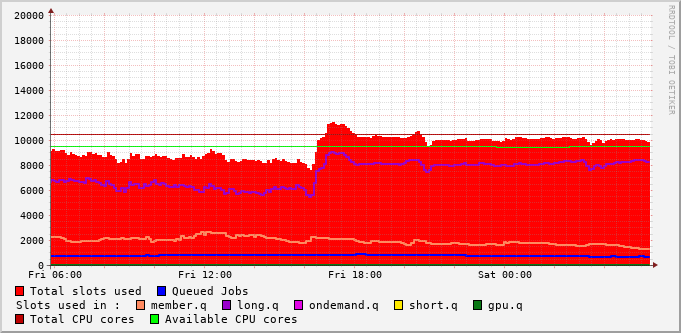 RRDTOOL / TOBI OETIKER
20000
18000
16000
14000
12000
10000
8000
6000
4000
2000
0
Fri 06:00 Fri 12:00 Fri 18:00 Sat 00:00
Total slots used Queued Jobs
Slots used in : member.q long.q ondemand.q short.q gpu.q
Total CPU cores Available CPU cores